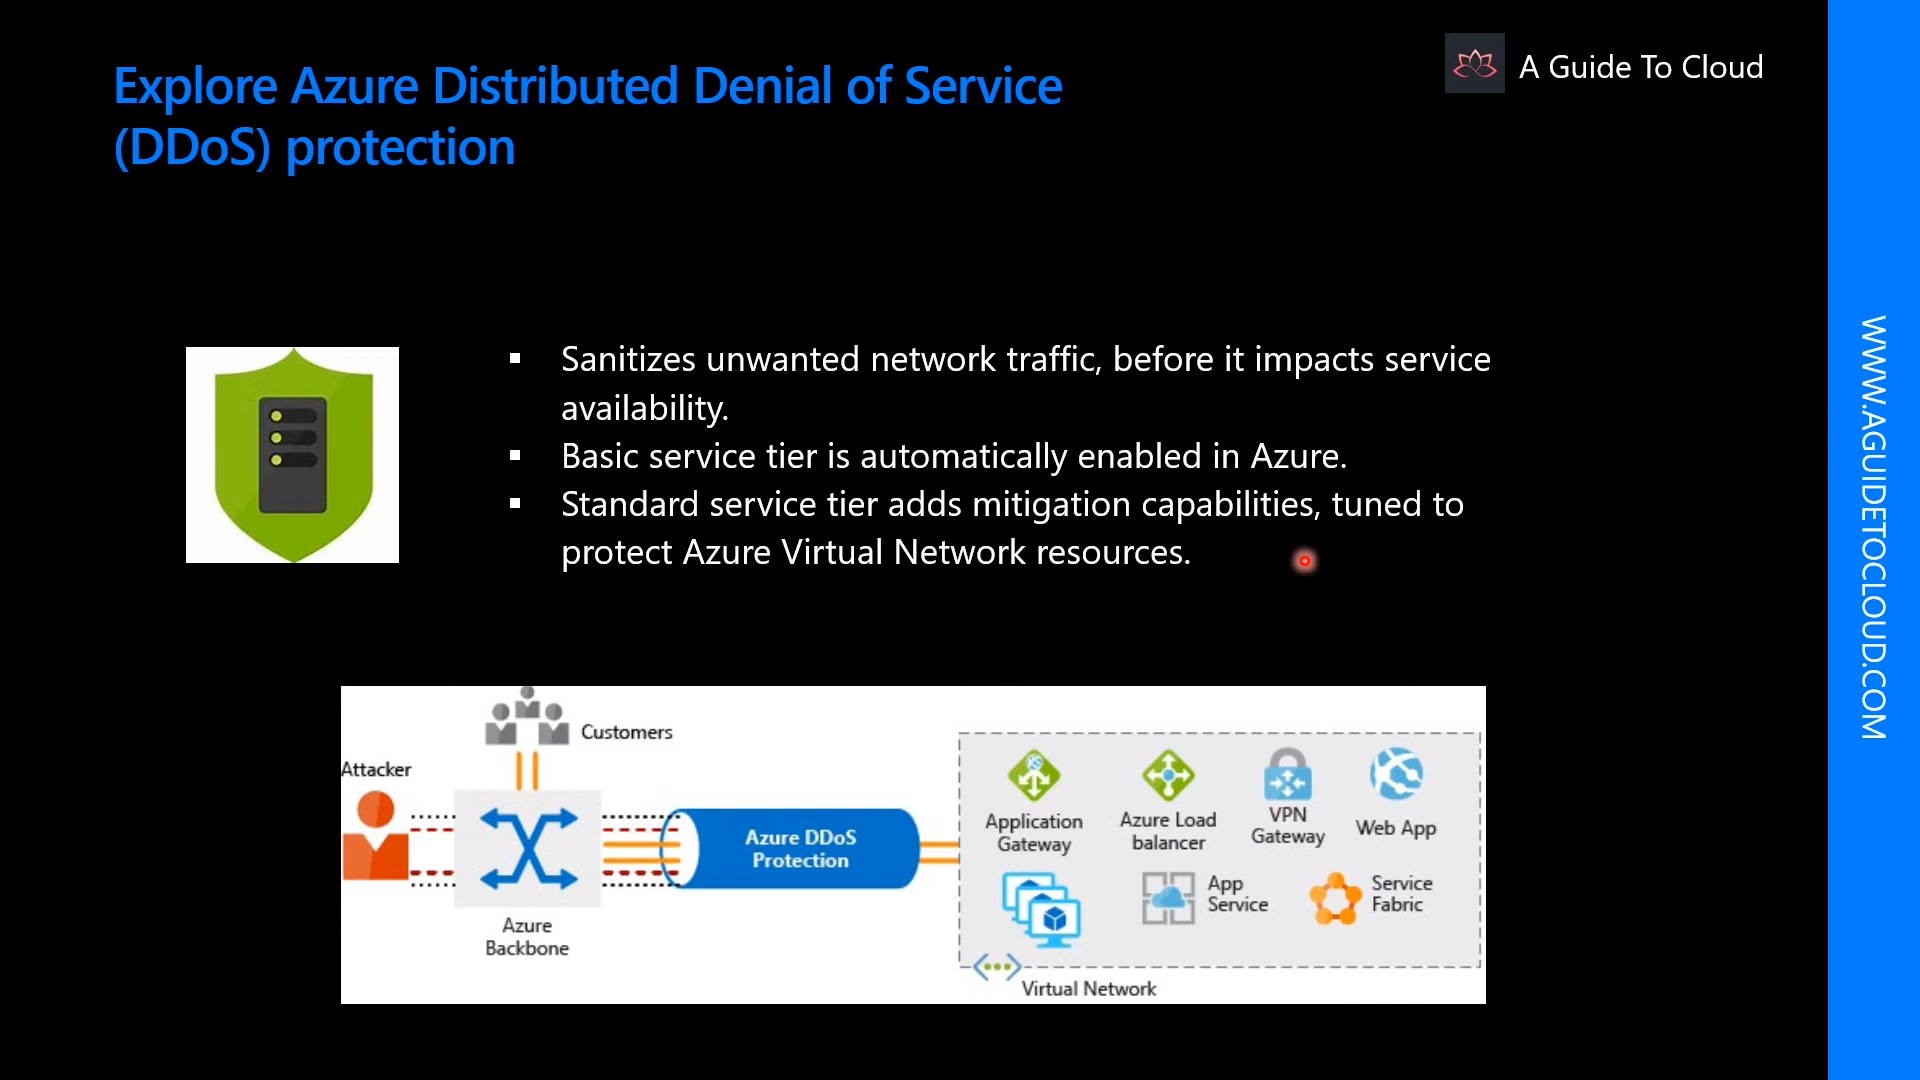 Explore Azure Distributed Denial of Service
(DDoS) protection
A Guide To Cloud
▪ Sanitizes unwanted network traffic, before it impacts service
availability.
▪ Basic service tier is automatically enabled in Azure.
▪ Standard service tier adds mitigation capabilities, tuned to
protect Azure Virtual Network resources.
WWW.AGUIDETOCLOUD.COM
Customers
Attacker
Azure
Backbone
Azure DDoS
Protection
Application
Gateway
Azure Load
balancer
VPN
Gateway
Web App
App
Service
Service
Fabric
Virtual Network